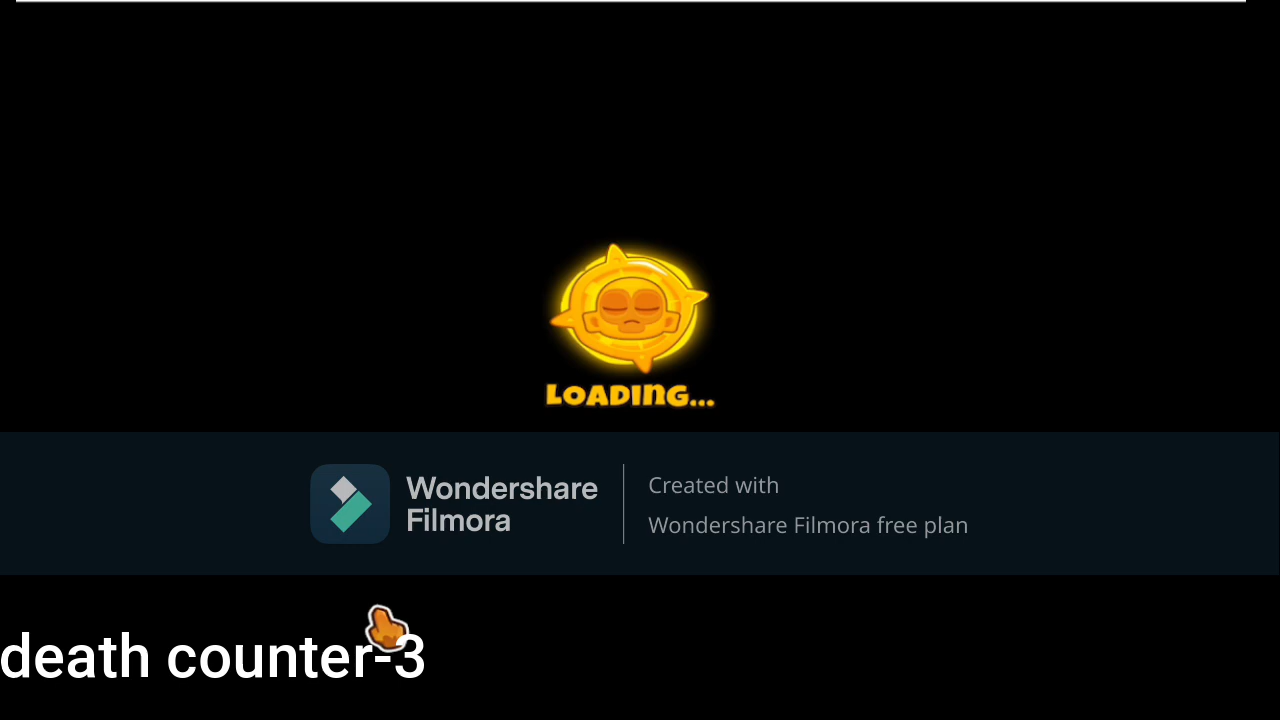 LOADING...
Wondershare
Filmora
Created with
Wondershare Filmora free plan
death counter-3